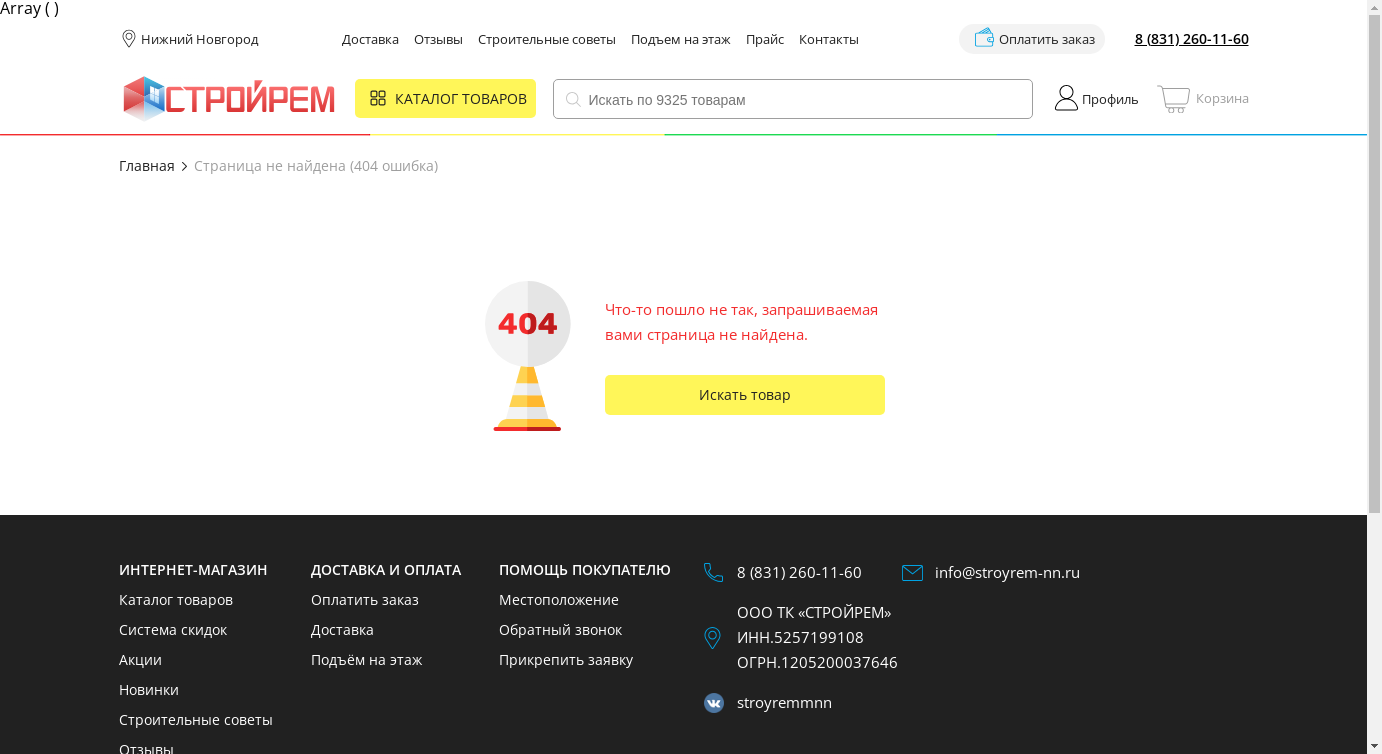 Array ( )
Нижний Новгород
Доставка Отзывы Строительные советы Подъем на этаж Прайс Контакты
Оплатить заказ
8 (831) 260-11-60
СТРОЙРЕМ
КАТАЛОГ ТОВАРОВ
Искать по 9325 товарам
Профиль
Корзина
Главная > Страница не найдена (404 ошибка)
404
Что-то пошло не так, запрашиваемая
вами страница не найдена.
Искать товар
ИНТЕРНЕТ-МАГАЗИН
Каталог товаров
Система скидок
Акции
Новинки
Строительные советы
Отзывы
ДОСТАВКА И ОПЛАТА
Оплатить заказ
Доставка
Подъём на этаж
ПОМОЩЬ ПОКУПАТЕЛЮ
Местоположение
Обратный звонок
Прикрепить заявку
8 (831) 260-11-60
info@stroyrem-nn.ru
ООО ТК «СТРОЙРЕМ»
ИНН.5257199108
ОГРН.1205200037646
stroyremmnn